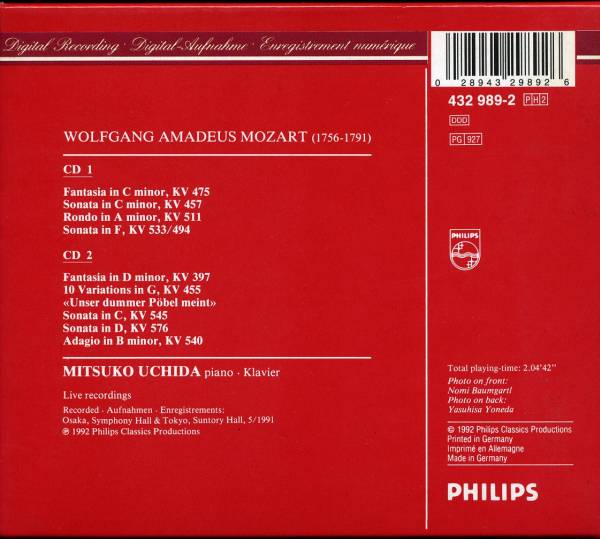 Digital Recording · Digital-Aufnahme · Enregistrement numérique
0 28943 29892 6
432 989-2 PH2
DDD
PG 927
WOLFGANG AMADEUS MOZART (1756-1791)
CD 1
Fantasia in C minor, KV 475
Sonata in C minor, KV 457
Rondo in A minor, KV 511
Sonata in F, KV 533/494
CD 2
Fantasia in D minor, KV 397
10 Variations in G, KV 455
«Unser dummer Pöbel meint»
Sonata in C, KV 545
Sonata in D, KV 576
Adagio in B minor, KV 540
MITSUKO UCHIDA piano · Klavier
Live recordings
Recorded · Aufnahmen · Enregistrements:
Osaka, Symphony Hall & Tokyo, Suntory Hall, 5/1991
℗ 1992 Philips Classics Productions
PHILIPS
Total playing-time: 2.04'42"
Photo on front:
Nomi Baumgartl
Photo on back:
Yasuhisa Yoneda
© 1992 Philips Classics Productions
Printed in Germany
Imprimé en Allemagne
Made in Germany
PHILIPS